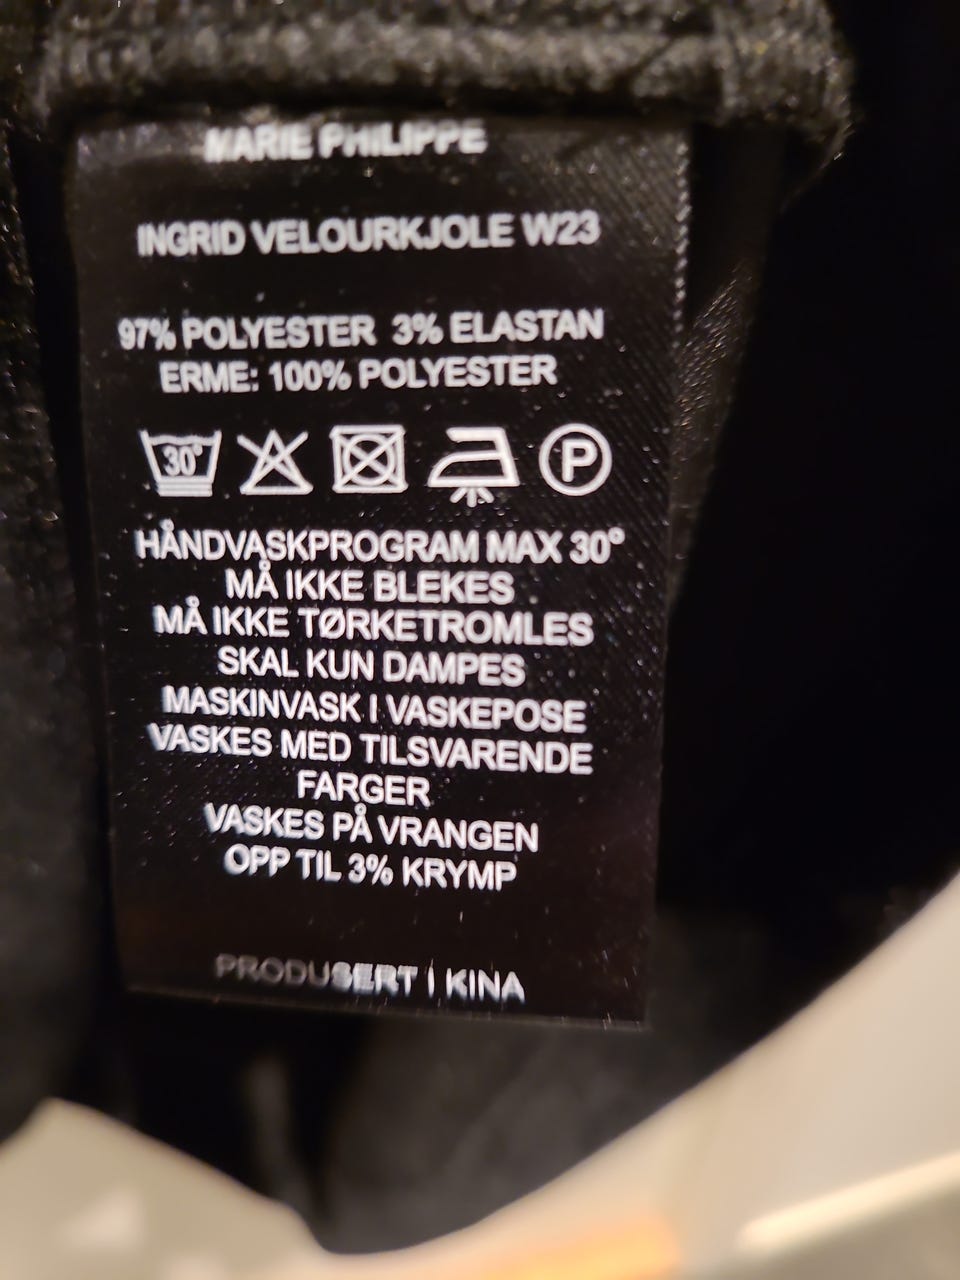 MARIE PHILIPPE
INGRID VELOURKJOLE W23
97% POLYESTER 3% ELASTAN
ERME: 100% POLYESTER
30° P
HÅNDVASKPROGRAM MAX 30°
MÅ IKKE BLEKES
MÅ IKKE TØRKETROMLES
SKAL KUN DAMPES
MASKINVASK I VASKEPOSE
VASKES MED TILSVARENDE
FARGER
VASKES PÅ VRANGEN
OPP TIL 3% KRYMP
PRODUSERT I KINA